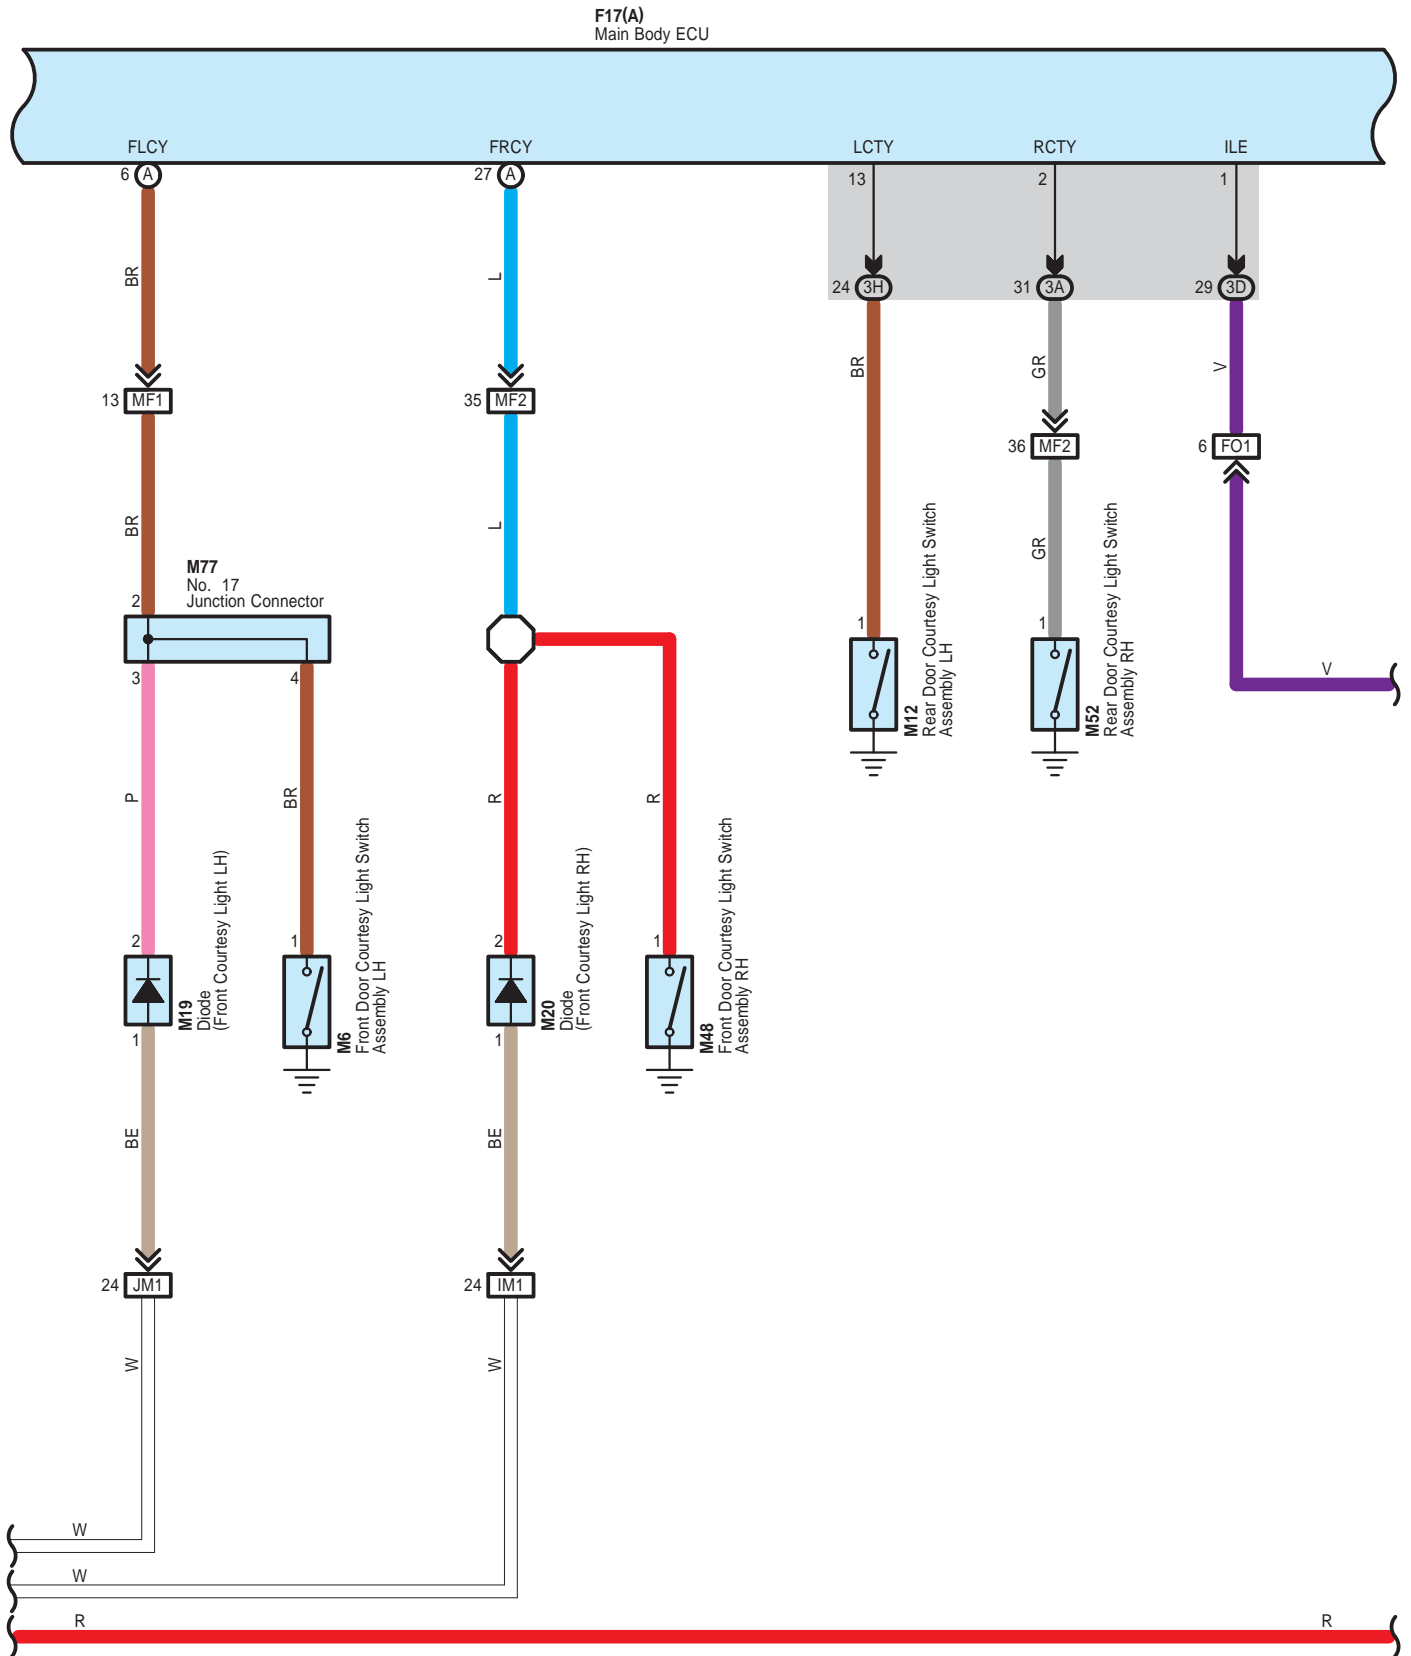 F17(A)
Main Body ECU
FLCY
FRCY
LCTY
RCTY
ILE
6 A
27 A
13
2
1
BR
L
24 3H
31 3A
29 3D
BR
GR
V
13 MF1
35 MF2
36 MF2
6 FO1
BR
L
GR
M77
No. 17
Junction Connector
2
3
4
1
M12
Rear Door Courtesy Light Switch
Assembly LH
1
M52
Rear Door Courtesy Light Switch
Assembly RH
V
P
BR
R
R
2
M19
Diode
(Front Courtesy Light LH)
1
1
M6
Front Door Courtesy Light Switch
Assembly LH
2
M20
Diode
(Front Courtesy Light RH)
1
1
M48
Front Door Courtesy Light Switch
Assembly RH
BE
BE
24 JM1
24 IM1
W
W
W
W
R
R